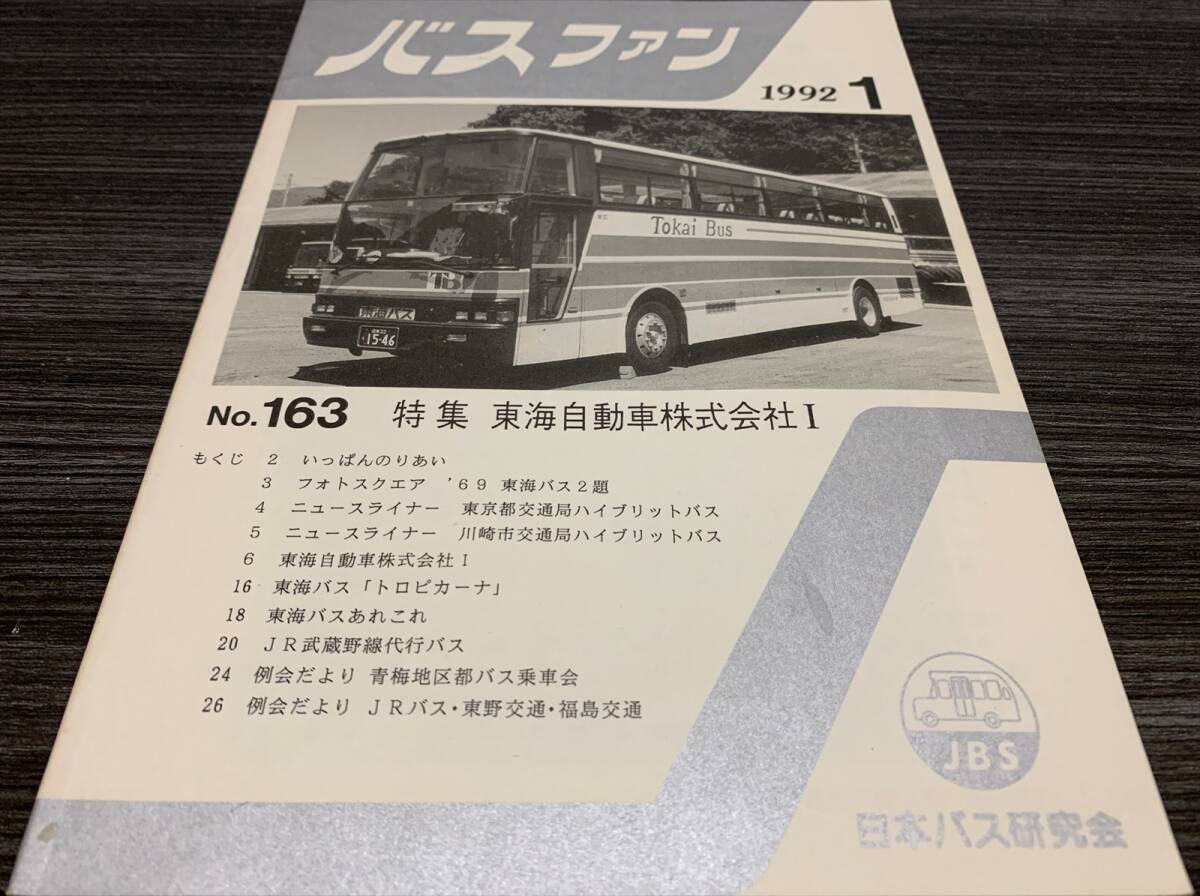 バスファン
1992 1
Tokai Bus
TB
東海バス
1546
No.163 特集 東海自動車株式会社Ⅰ
もくじ 2 いっぱんのりあい
3 フォトスクエア '69 東海バス2題
4 ニュースライナー 東京都交通局ハイブリットバス
5 ニュースライナー 川崎市交通局ハイブリットバス
6 東海自動車株式会社Ⅰ
16 東海バス「トロピカーナ」
18 東海バスあれこれ
20 JR武蔵野線代行バス
24 例会だより 青梅地区都バス乗車会
26 例会だより JRバス・東野交通・福島交通
JBS
日本バス研究会